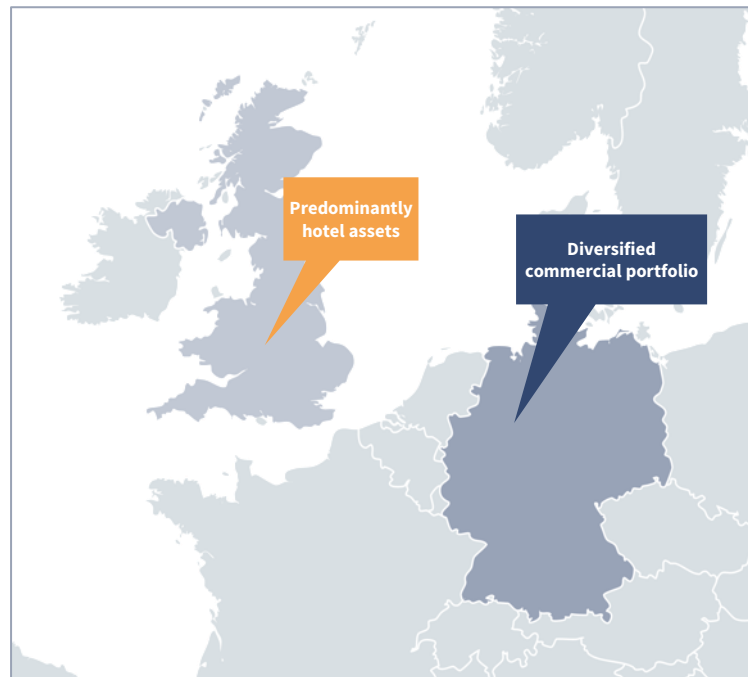 Predominantly
hotel assets
Diversified
commercial portfolio